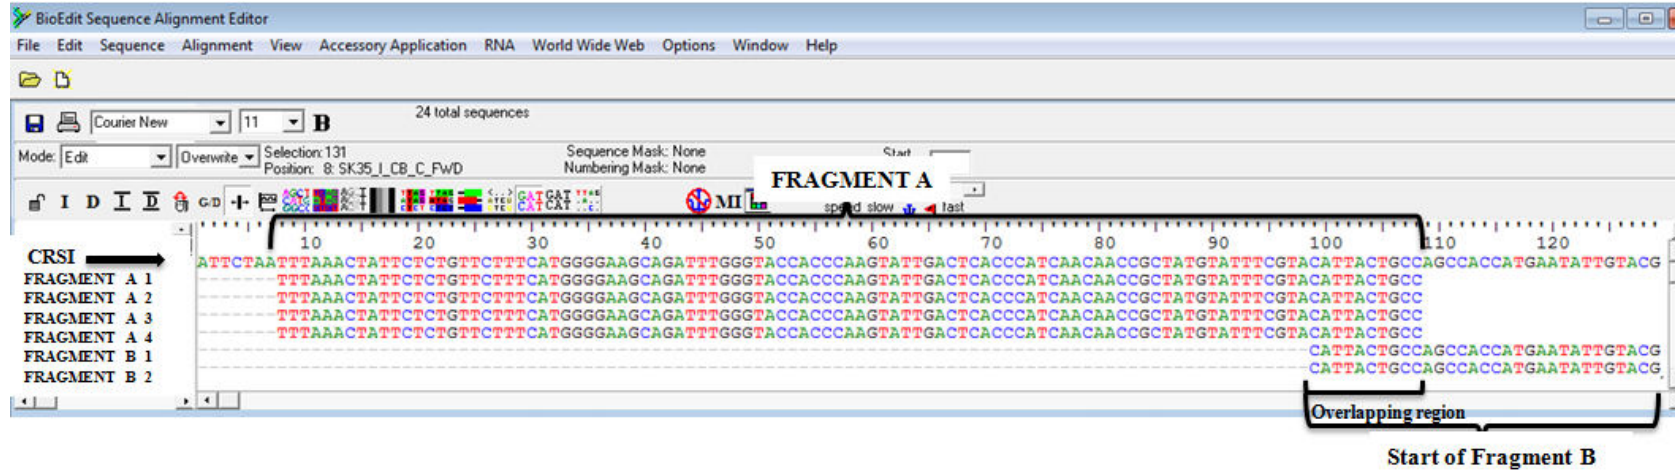 BioEdit Sequence Alignment Editor
File Edit Sequence Alignment View Accessory Application RNA World Wide Web Options Window Help
Courier New 11 B 24 total sequences
Mode: Edit Overwrite Selection: 131 Sequence Mask: None Start
Position: 8: SK35_I_CB_C_FWD Numbering Mask: None
FRAGMENT A
I D I D G/D MI speed slow fast
10 20 30 40 50 60 70 80 90 100 110 120
CRSI ATTCTAATTTAAACTATTCTCTGTTCTTTCATGGGGAAGCAGATTTGGGTACCACCCAAGTATTGACTCACCCATCAACAACCGCTATGTATTTCGTACATTACTGCCAGCCACCATGAATATTGTACG
FRAGMENT A 1 TTTAAACTATTCTCTGTTCTTTCATGGGGAAGCAGATTTGGGTACCACCCAAGTATTGACTCACCCATCAACAACCGCTATGTATTTCGTACATTACTGCC
FRAGMENT A 2 TTTAAACTATTCTCTGTTCTTTCATGGGGAAGCAGATTTGGGTACCACCCAAGTATTGACTCACCCATCAACAACCGCTATGTATTTCGTACATTACTGCC
FRAGMENT A 3 TTTAAACTATTCTCTGTTCTTTCATGGGGAAGCAGATTTGGGTACCACCCAAGTATTGACTCACCCATCAACAACCGCTATGTATTTCGTACATTACTGCC
FRAGMENT A 4 TTTAAACTATTCTCTGTTCTTTCATGGGGAAGCAGATTTGGGTACCACCCAAGTATTGACTCACCCATCAACAACCGCTATGTATTTCGTACATTACTGCC
FRAGMENT B 1 CATTACTGCCAGCCACCATGAATATTGTACG
FRAGMENT B 2 CATTACTGCCAGCCACCATGAATATTGTACG
Overlapping region
Start of Fragment B